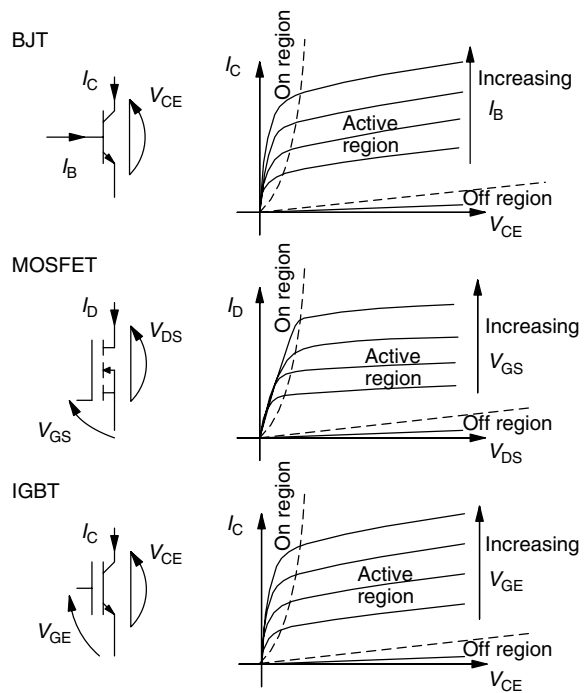 BJT
I_C
V_CE
I_B
I_C
On region
Active
region
Increasing
I_B
Off region
V_CE
MOSFET
I_D
V_DS
V_GS
I_D
On region
Active
region
Increasing
V_GS
Off region
V_DS
IGBT
I_C
V_CE
V_GE
I_C
On region
Active
region
Increasing
V_GE
Off region
V_CE